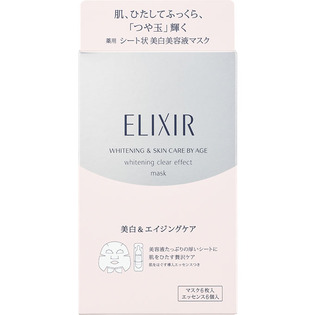 肌、ひたしてふっくら、
「つや玉」輝く
薬用 シート状 美白美容液マスク
ELIXIR
WHITENING & SKIN CARE BY AGE
whitening clear effect
mask
美白&エイジングケア
美容液たっぷりの厚いシートに
肌をひたす贅沢ケア
マスク6枚入
エッセンス6個入